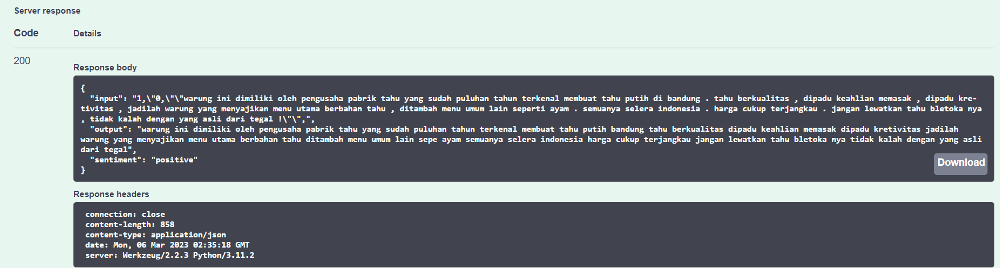 Server response
Code Details
200
Response body
{
"input": "1,\"0,\"\"warung ini dimiliki oleh pengusaha pabrik tahu yang sudah puluhan tahun terkenal membuat tahu putih di bandung . tahu berkualitas , dipadu keahlian memasak , dipadu kre-
tivitas , jadilah warung yang menyajikan menu utama berbahan tahu , ditambah menu umum lain seperti ayam . semuanya selera indonesia . harga cukup terjangkau . jangan lewatkan tahu bletoka nya
, tidak kalah dengan yang asli dari tegal !\"\",",
"output": "warung ini dimiliki oleh pengusaha pabrik tahu yang sudah puluhan tahun terkenal membuat tahu putih bandung tahu berkualitas dipadu keahlian memasak dipadu kretivitas jadilah
warung yang menyajikan menu utama berbahan tahu ditambah menu umum lain sepe ayam semuanya selera indonesia harga cukup terjangkau jangan lewatkan tahu bletoka nya tidak kalah dengan yang asli
dari tegal",
"sentiment": "positive"
}
Download
Response headers
connection: close
content-length: 858
content-type: application/json
date: Mon, 06 Mar 2023 02:35:18 GMT
server: Werkzeug/2.2.3 Python/3.11.2